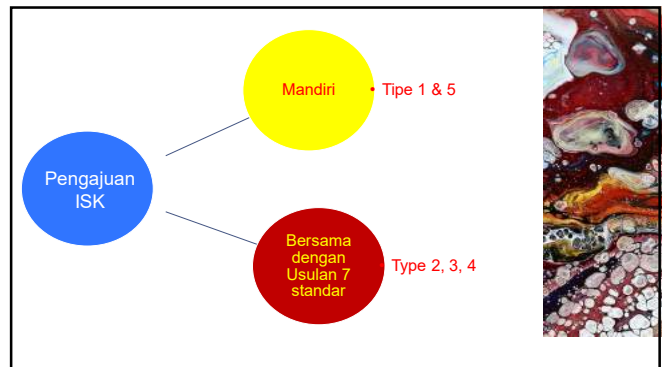 Pengajuan
ISK
Mandiri
• Tipe 1 & 5
Bersama
dengan
Usulan 7
standar
Type 2, 3, 4